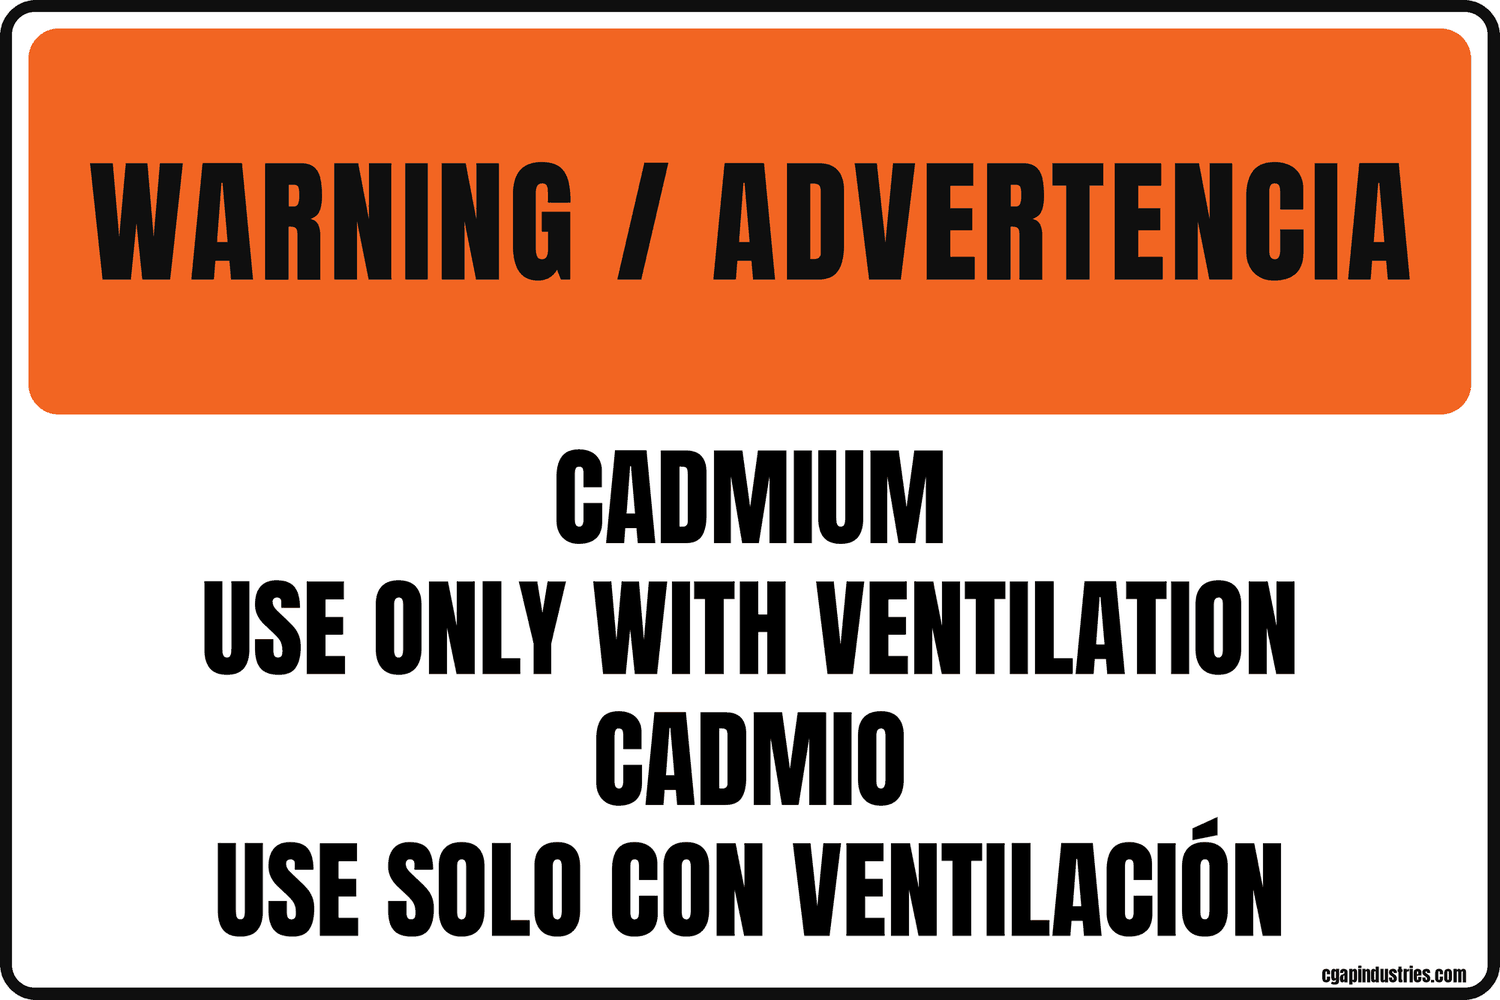 WARNING / ADVERTENCIA
CADMIUM
USE ONLY WITH VENTILATION
CADMIO
USE SOLO CON VENTILACIÓN
cgapindustries.com